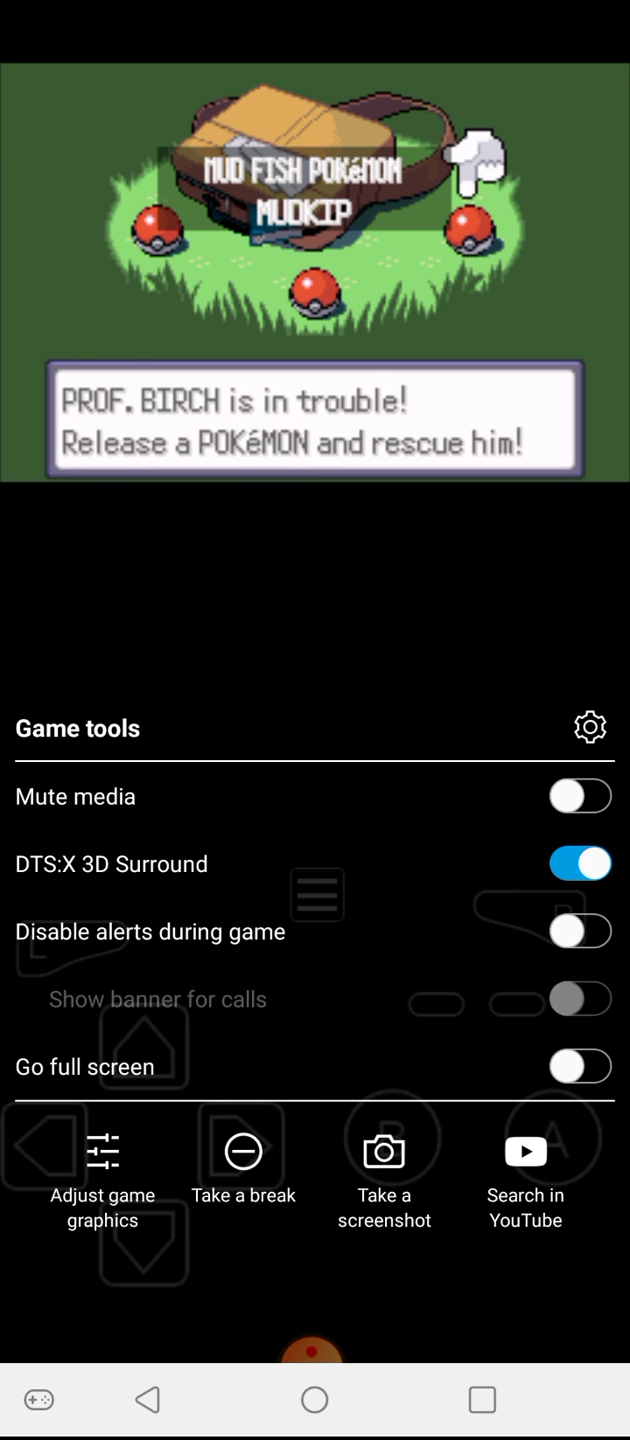 MUD FISH POKéMON
MUDKIP
PROF. BIRCH is in trouble!
Release a POKéMON and rescue him!
Game tools
Mute media
DTS:X 3D Surround
Disable alerts during game
L
R
Show banner for calls
Go full screen
B
A
Adjust game
graphics
Take a break
Take a
screenshot
Search in
YouTube